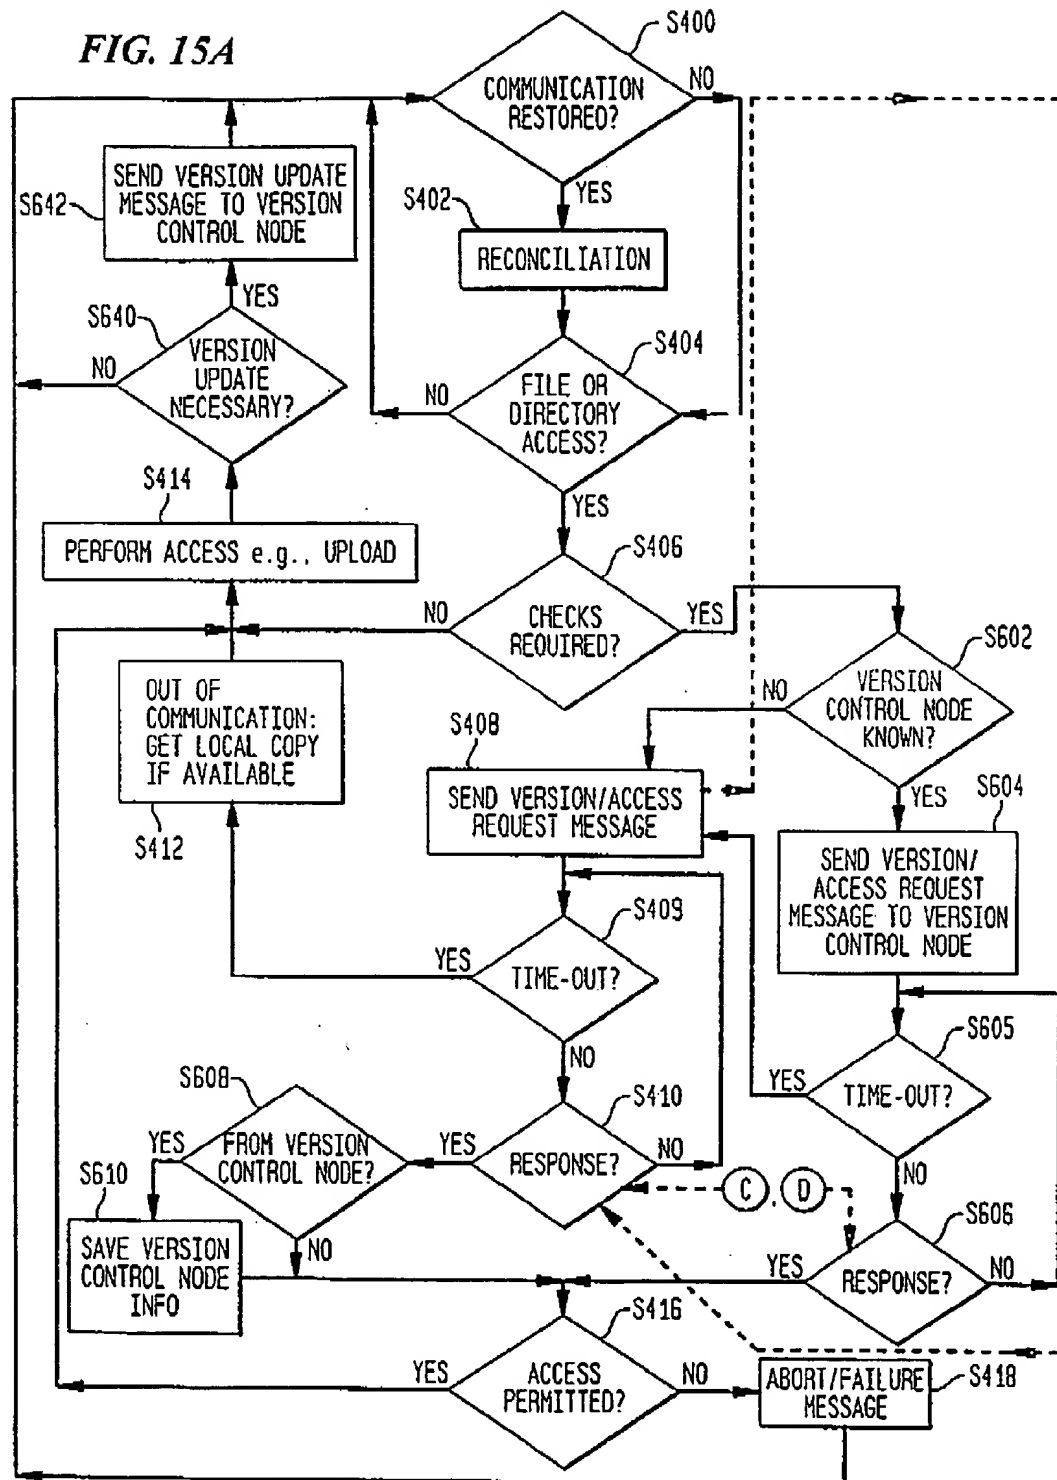 FIG. 15A
S400
COMMUNICATION
RESTORED?
NO
YES
S402
RECONCILIATION
S404
FILE OR
DIRECTORY
ACCESS?
NO
YES
S642
SEND VERSION UPDATE
MESSAGE TO VERSION
CONTROL NODE
YES
S640
VERSION
UPDATE
NECESSARY?
NO
S414
PERFORM ACCESS e.g., UPLOAD
S406
CHECKS
REQUIRED?
NO
YES
S602
VERSION
CONTROL NODE
KNOWN?
NO
YES
OUT OF
COMMUNICATION:
GET LOCAL COPY
IF AVAILABLE
S412
S408
SEND VERSION/ACCESS
REQUEST MESSAGE
S604
SEND VERSION/
ACCESS REQUEST
MESSAGE TO VERSION
CONTROL NODE
S409
TIME-OUT?
YES
NO
S605
TIME-OUT?
YES
NO
S608
FROM VERSION
CONTROL NODE?
YES
NO
S410
RESPONSE?
YES
NO
C, D
S606
RESPONSE?
YES
NO
S610
SAVE VERSION
CONTROL NODE
INFO
S416
ACCESS
PERMITTED?
YES
NO
ABORT/FAILURE
MESSAGE
S418